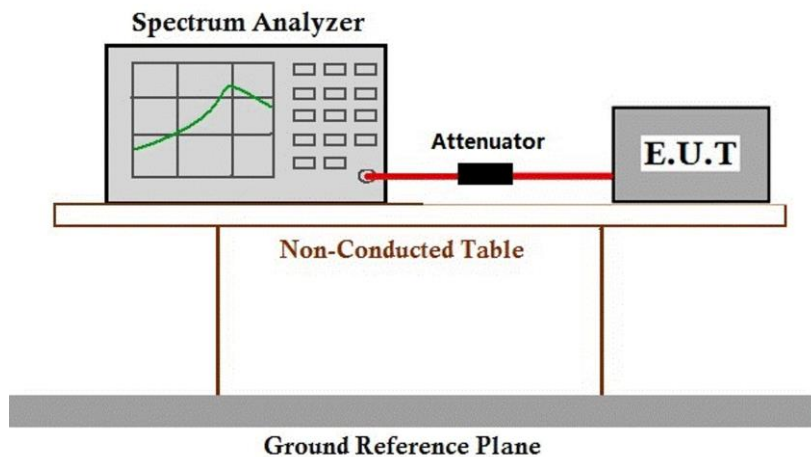 Spectrum Analyzer
Attenuator
E.U.T
Non-Conducted Table
Ground Reference Plane